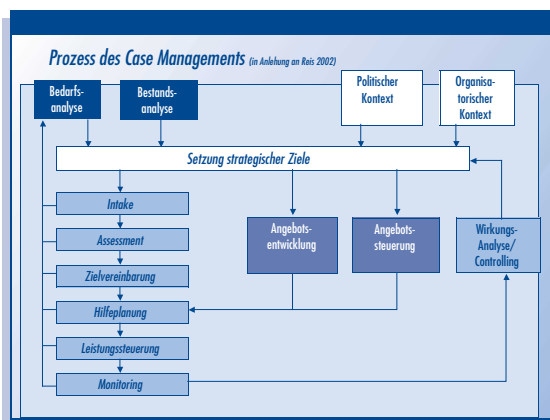 Prozess des Case Managements (in Anlehung an Reis 2002)
Bedarfs-
analyse
Bestands-
analyse
Politischer
Kontext
Organisa-
torischer
Kontext
Setzung strategischer Ziele
Intake
Assessment
Zielvereinbarung
Hilfeplanung
Leistungssteuerung
Monitoring
Angebots-
entwicklung
Angebots-
steuerung
Wirkungs-
Analyse/
Controlling